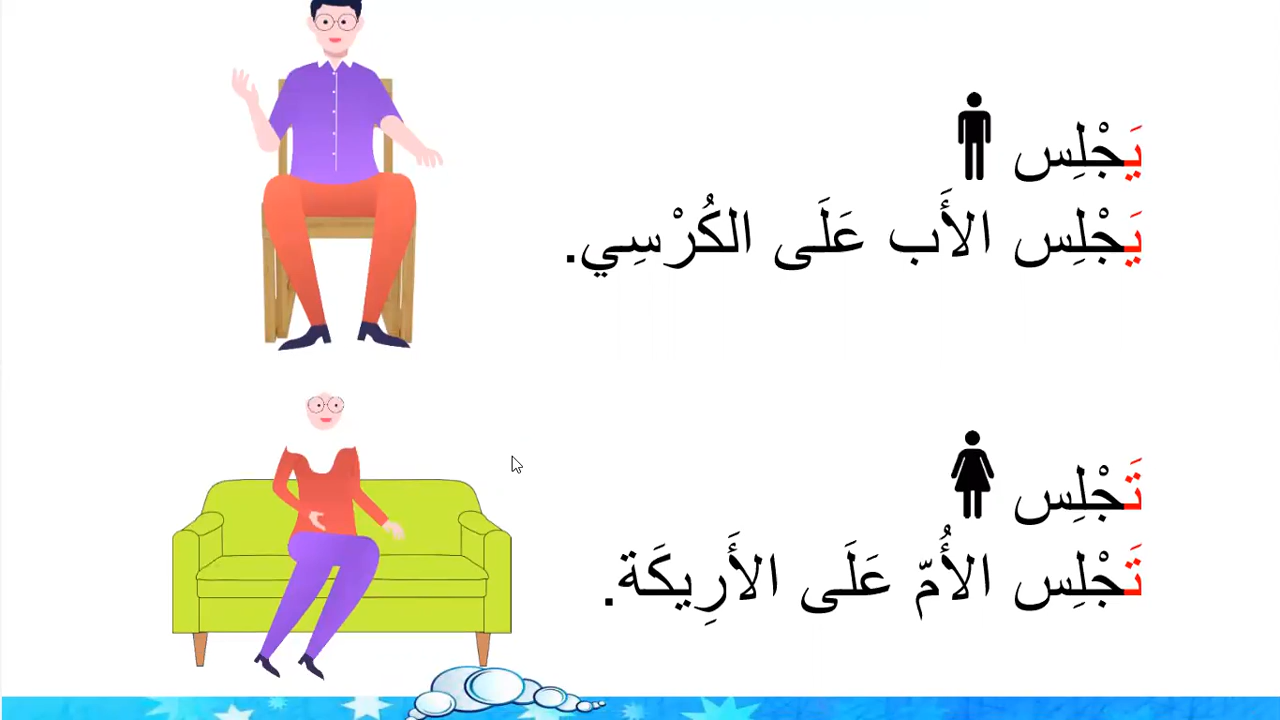 يَجْلِس
يَجْلِس الأَب عَلَى الكُرْسِي.
تَجْلِس
تَجْلِس الأُمّ عَلَى الأَرِيكَة.